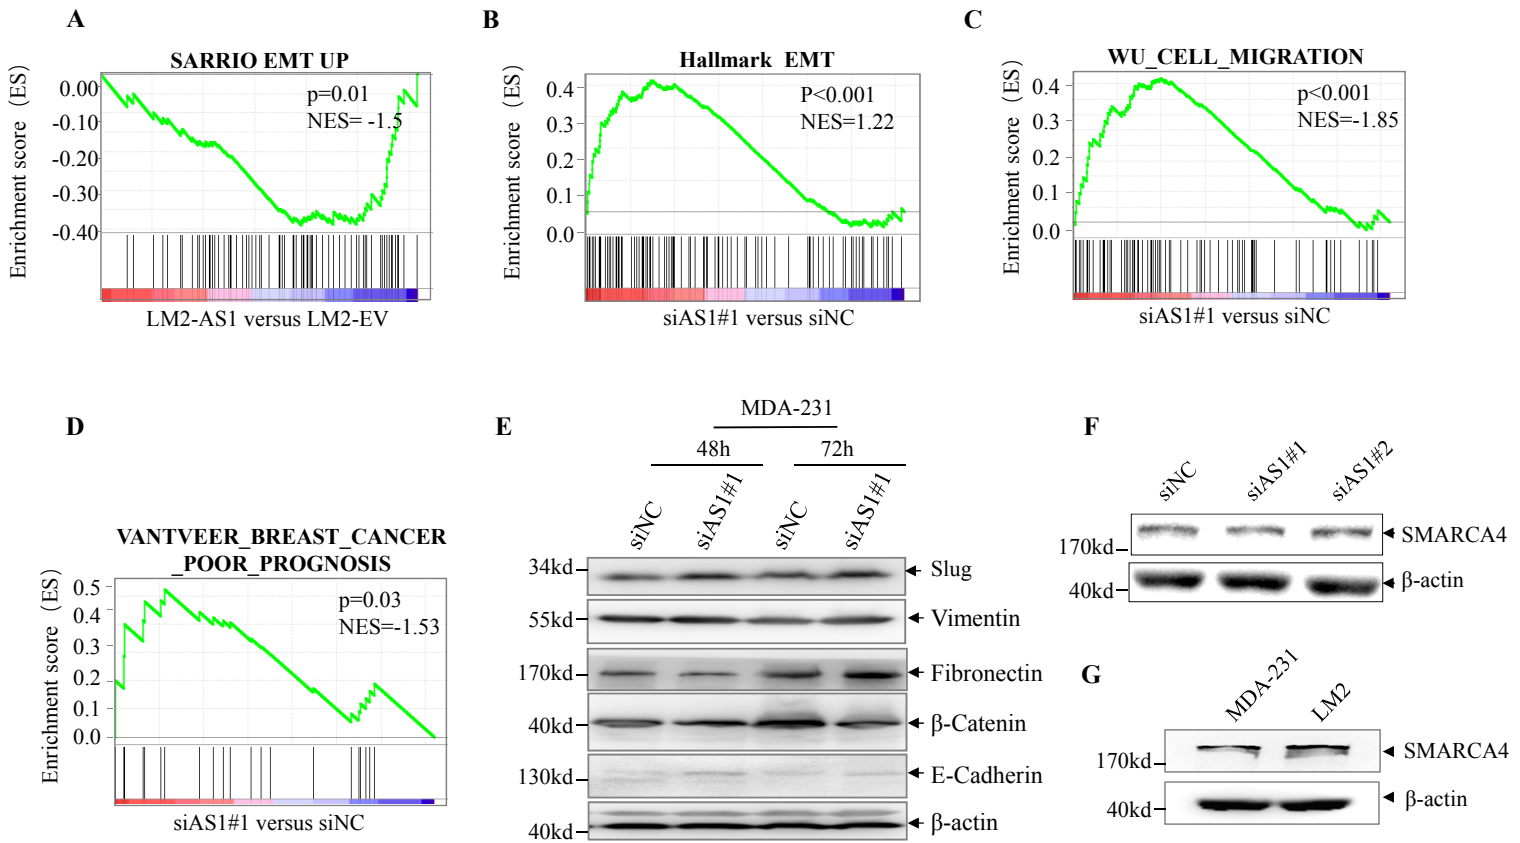 A
SARRIO EMT UP
Enrichment score (ES)
0.00
-0.10
-0.20
-0.30
-0.40
p=0.01
NES= -1.5
LM2-AS1 versus LM2-EV
B
Hallmark EMT
Enrichment score (ES)
0.4
0.3
0.2
0.1
0.0
P<0.001
NES=1.22
siAS1#1 versus siNC
C
WU_CELL_MIGRATION
Enrichment score (ES)
0.4
0.3
0.2
0.1
0.0
p<0.001
NES=-1.85
siAS1#1 versus siNC
D
VANTVEER_BREAST_CANCER
_POOR_PROGNOSIS
Enrichment score (ES)
0.5
0.4
0.3
0.2
0.1
0.0
p=0.03
NES=-1.53
siAS1#1 versus siNC
E
MDA-231
48h 72h
siNC siAS1#1 siNC siAS1#1
34kd Slug
55kd Vimentin
170kd Fibronectin
40kd β-Catenin
130kd E-Cadherin
40kd β-actin
F
siNC siAS1#1 siAS1#2
170kd SMARCA4
40kd β-actin
G
MDA-231 LM2
170kd SMARCA4
40kd β-actin